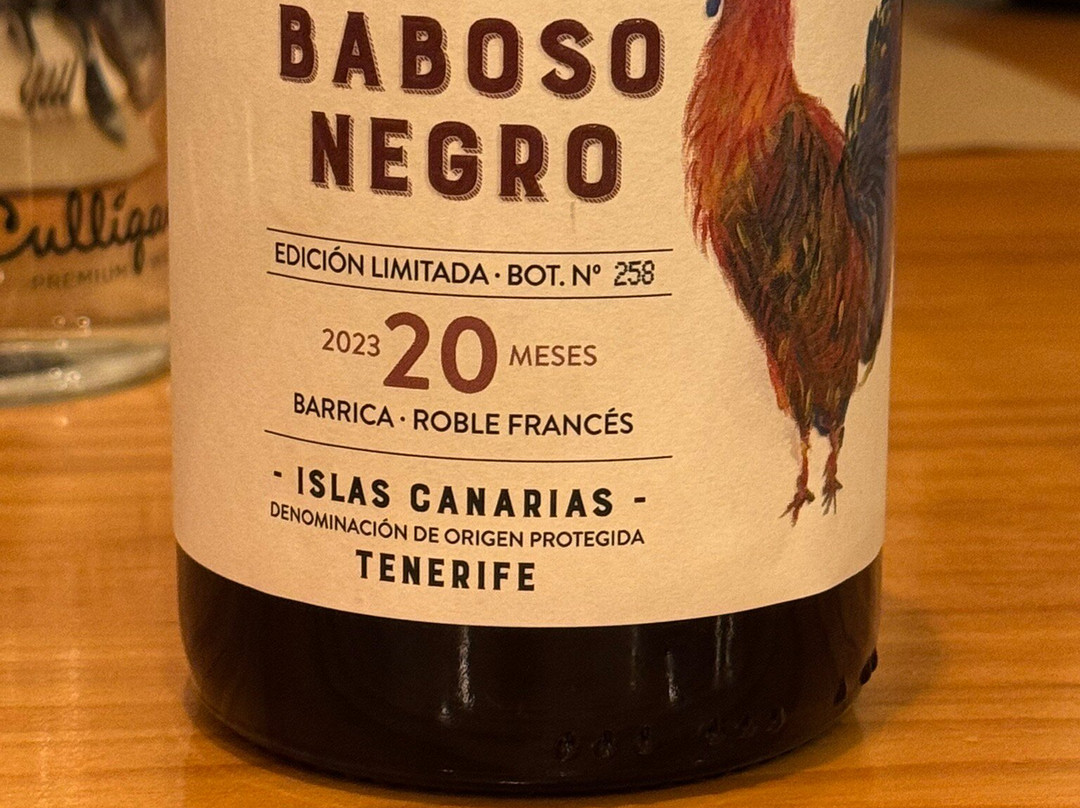 BABOSO
NEGRO
EDICIÓN LIMITADA · BOT. Nº 258
2023 20 MESES
BARRICA · ROBLE FRANCÉS
- ISLAS CANARIAS -
DENOMINACIÓN DE ORIGEN PROTEGIDA
TENERIFE
Culligan
PREMIUM